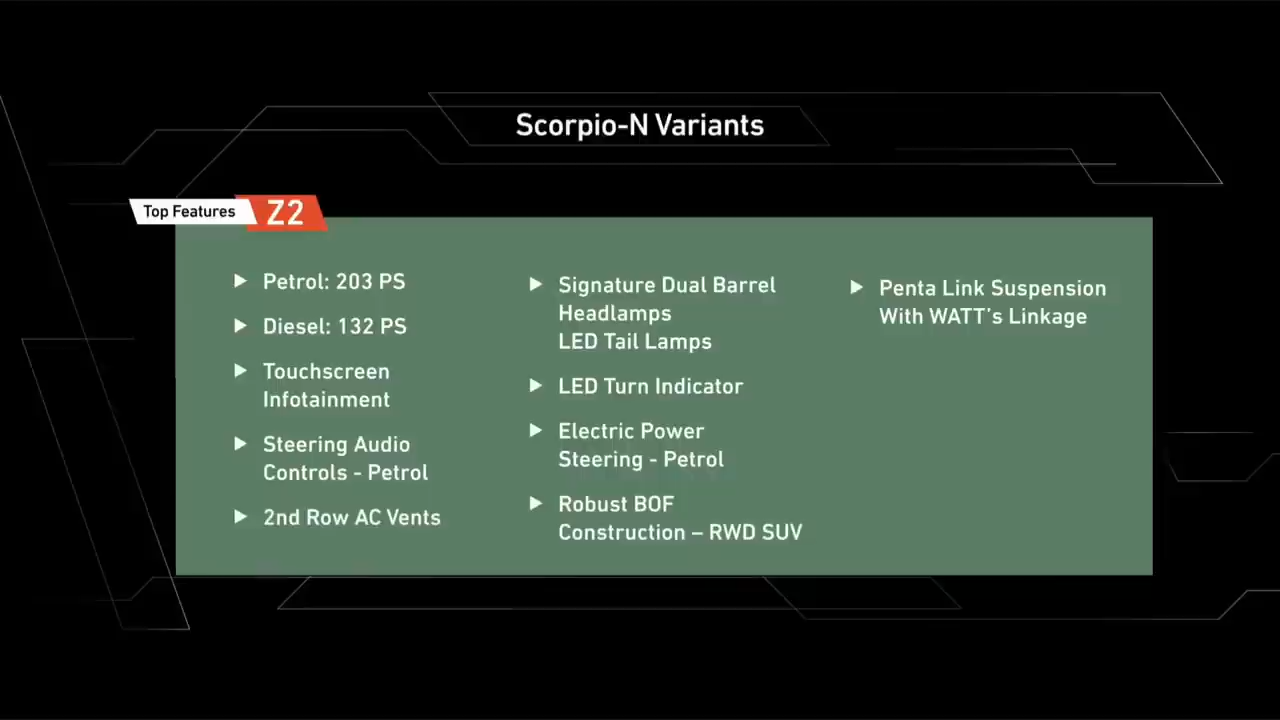 Scorpio-N Variants
Top Features Z2
Petrol: 203 PS
Diesel: 132 PS
Touchscreen
Infotainment
Steering Audio
Controls - Petrol
2nd Row AC Vents
Signature Dual Barrel
Headlamps
LED Tail Lamps
LED Turn Indicator
Electric Power
Steering - Petrol
Robust BOF
Construction – RWD SUV
Penta Link Suspension
With WATT's Linkage